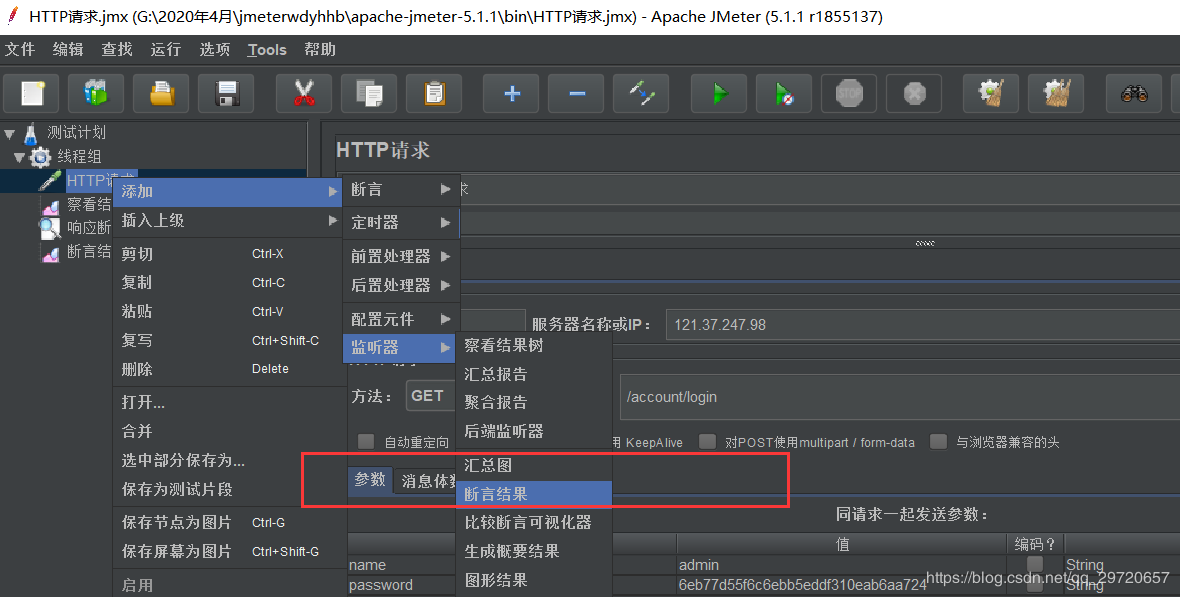 HTTP请求.jmx (G:\2020年4月\jmeterwdyhhb\apache-jmeter-5.1.1\bin\HTTP请求.jmx) - Apache JMeter (5.1.1 r1855137)
文件 编辑 查找 运行 选项 Tools 帮助
STOP
测试计划
线程组
HTTP请求
察看结
响应断
断言结
添加
插入上级
剪切 Ctrl-X
复制 Ctrl-C
粘贴 Ctrl-V
复写 Ctrl+Shift-C
删除 Delete
打开...
合并
选中部分保存为...
保存为测试片段
保存节点为图片 Ctrl-G
保存屏幕为图片 Ctrl+Shift-G
启用
断言
定时器
前置处理器
后置处理器
配置元件
监听器
察看结果树
汇总报告
聚合报告
后端监听器
汇总图
断言结果
比较断言可视化器
生成概要结果
图形结果
HTTP请求
求
服务器名称或IP： 121.37.247.98
方法： GET /account/login
自动重定向 用 KeepAlive 对POST使用multipart / form-data 与浏览器兼容的头
参数 消息体数
同请求一起发送参数：
值 编码？
name admin String
password 6eb77d55f6c6ebb5eddf310eab6aa724 String
https://blog.csdn.net/qq_29720657